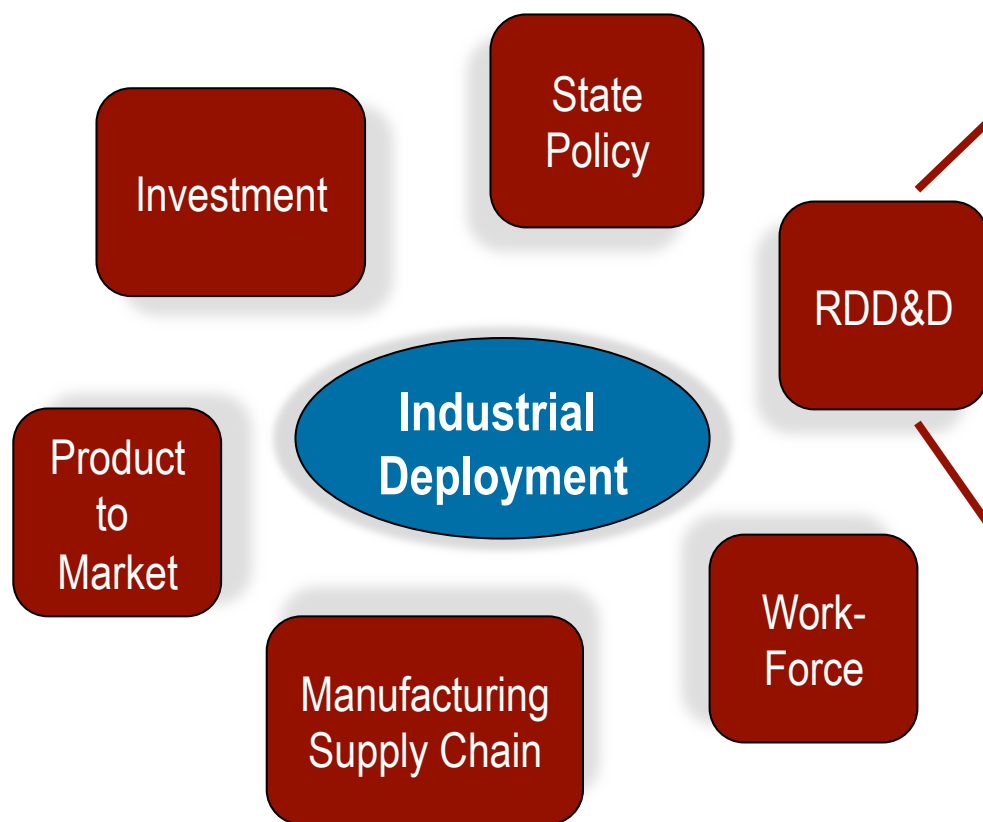 State
Policy
Investment
RDD&D
Industrial
Deployment
Product
to
Market
Work-
Force
Manufacturing
Supply Chain